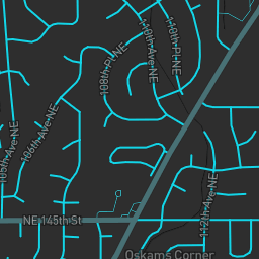 108th Pl NE
110th Ave NE
110th Pl NE
106th Ave NE
105th Ave NE
112th Ave NE
NE 145th St
Oskams Corner